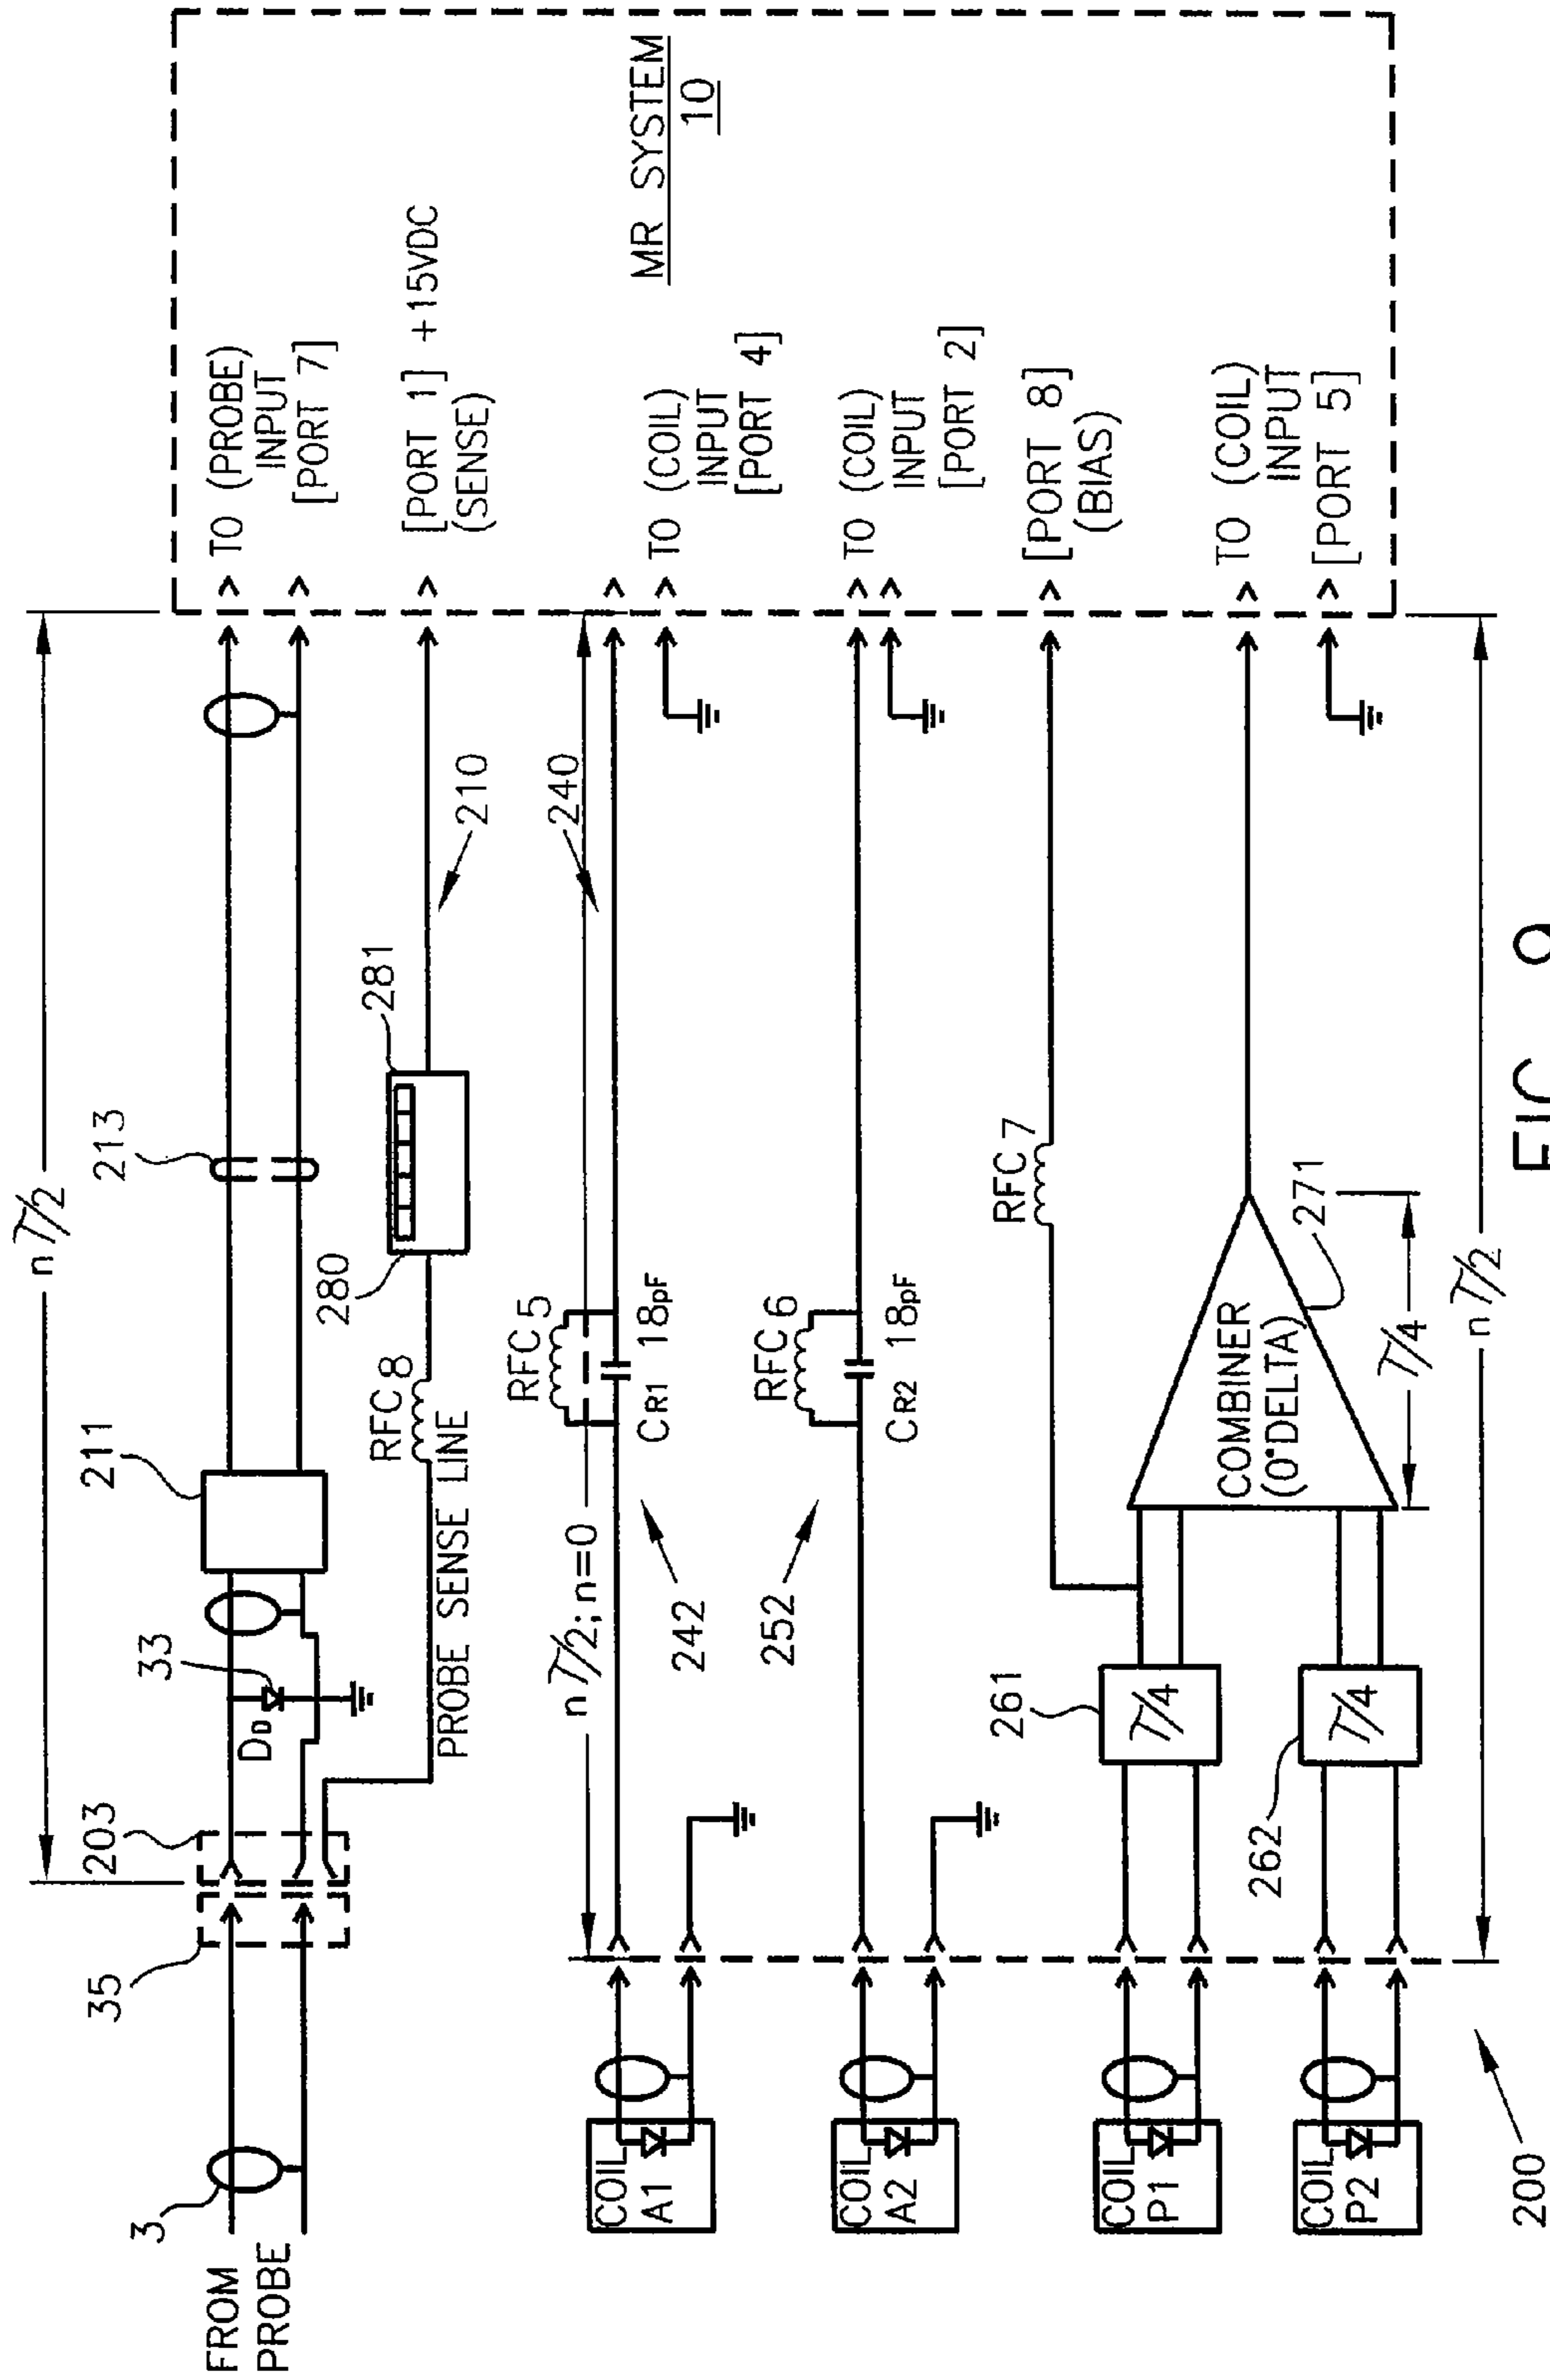 n T/2
FROM
PROBE
3
35
203
DD
33
211
213
TO (PROBE)
INPUT
[PORT 7]
PROBE SENSE LINE
RFC 8
280
281
210
[PORT 1] +15VDC
(SENSE)
MR SYSTEM
10
n T/2; n=0
COIL
A1
242
RFC 5
CR1 18pF
240
TO (COIL)
INPUT
[PORT 4]
COIL
A2
252
RFC 6
CR2 18pF
TO (COIL)
INPUT
[PORT 2]
RFC 7
[PORT 8]
(BIAS)
COIL
P1
261
T/4
COIL
P2
262
T/4
COMBINER
(0°DELTA)
271
T/4
TO (COIL)
INPUT
[PORT 5]
n T/2
200
FIG. 9